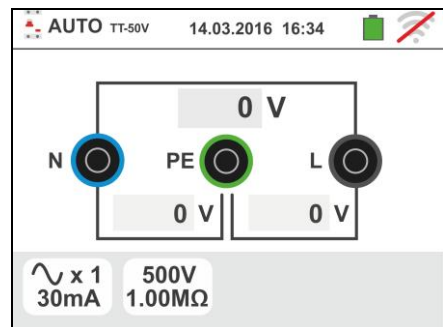 AUTO TT-50V 14.03.2016 16:34
0 V
N PE L
0 V 0 V
x 1 500V
30mA 1.00MΩ